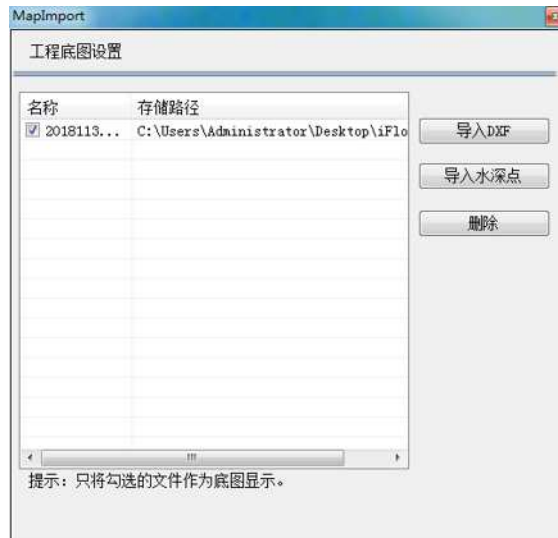 MapImport
工程底图设置
名称 存储路径
2018113... C:\Users\Administrator\Desktop\iFlo
导入DXF
导入水深点
删除
提示：只将勾选的文件作为底图显示。